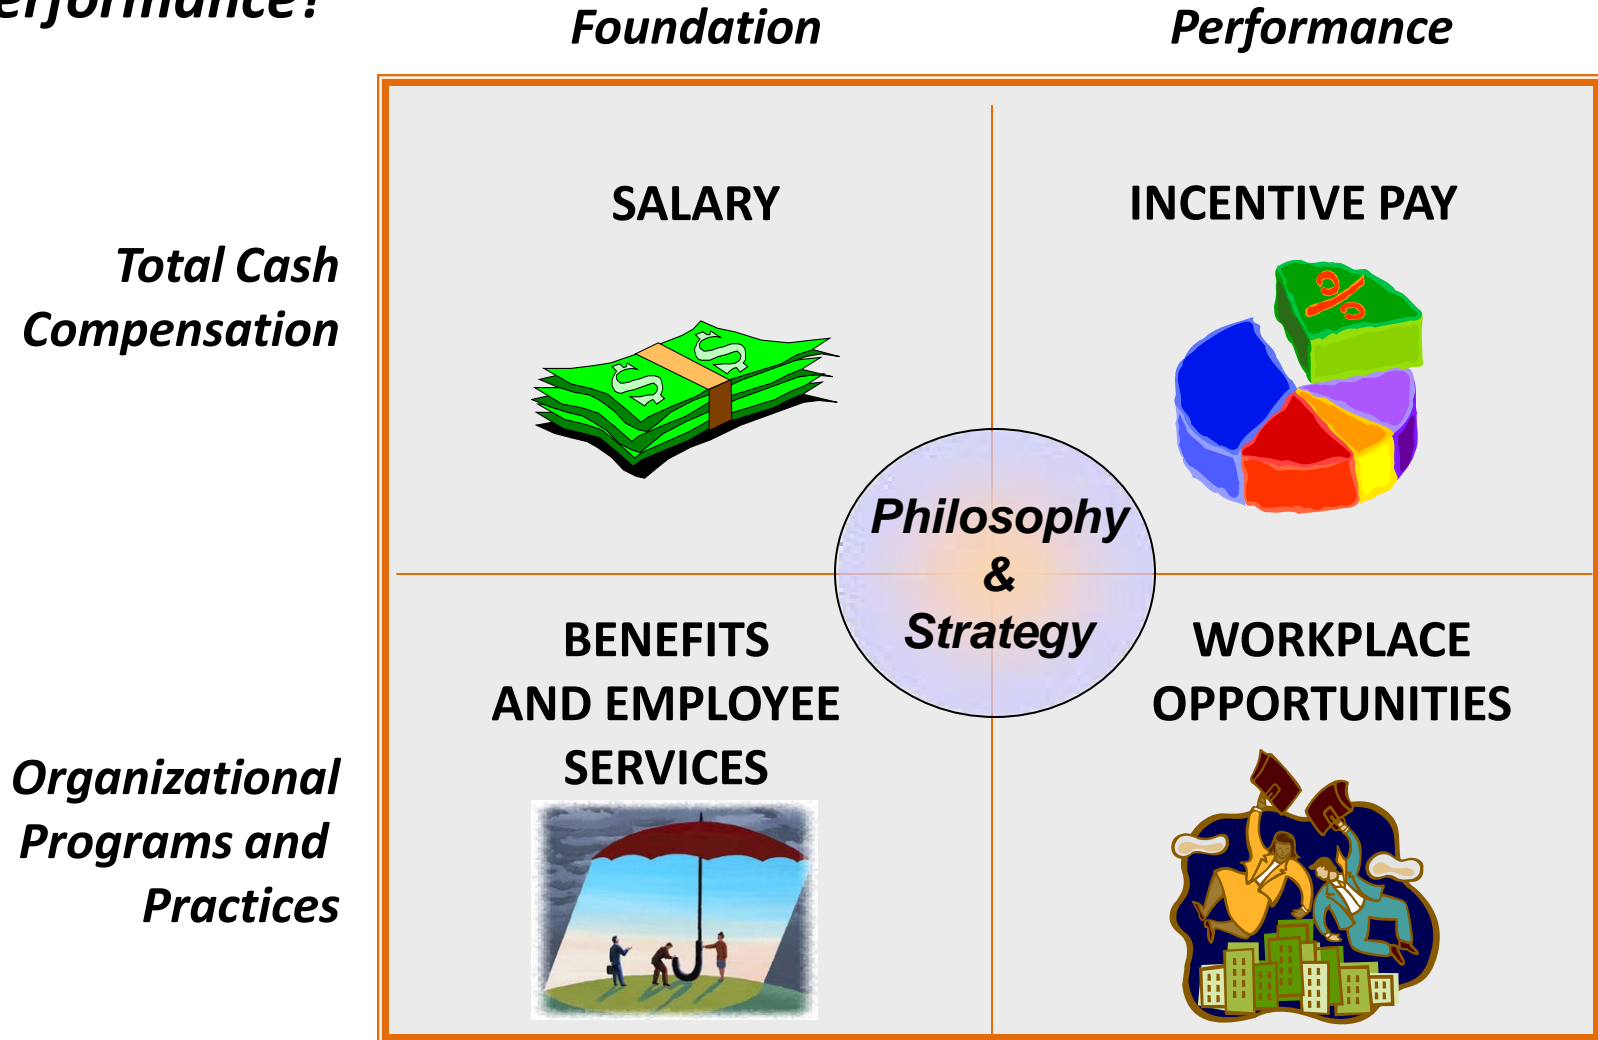 erformance?
Foundation
Performance
SALARY
INCENTIVE PAY
Total Cash
Compensation
$ $
%
Philosophy
&
Strategy
BENEFITS
AND EMPLOYEE
SERVICES
WORKPLACE
OPPORTUNITIES
Organizational
Programs and
Practices